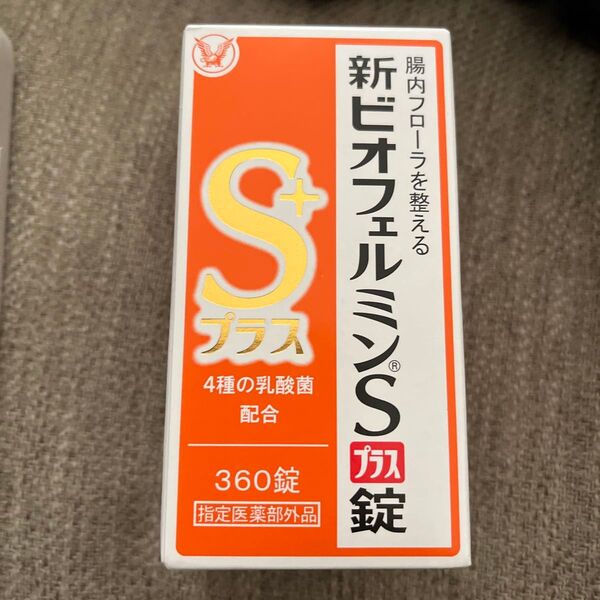 腸内フローラを整える
新ビオフェルミン®Sプラス錠
S+
プラス
4種の乳酸菌
配合
360錠
指定医薬部外品